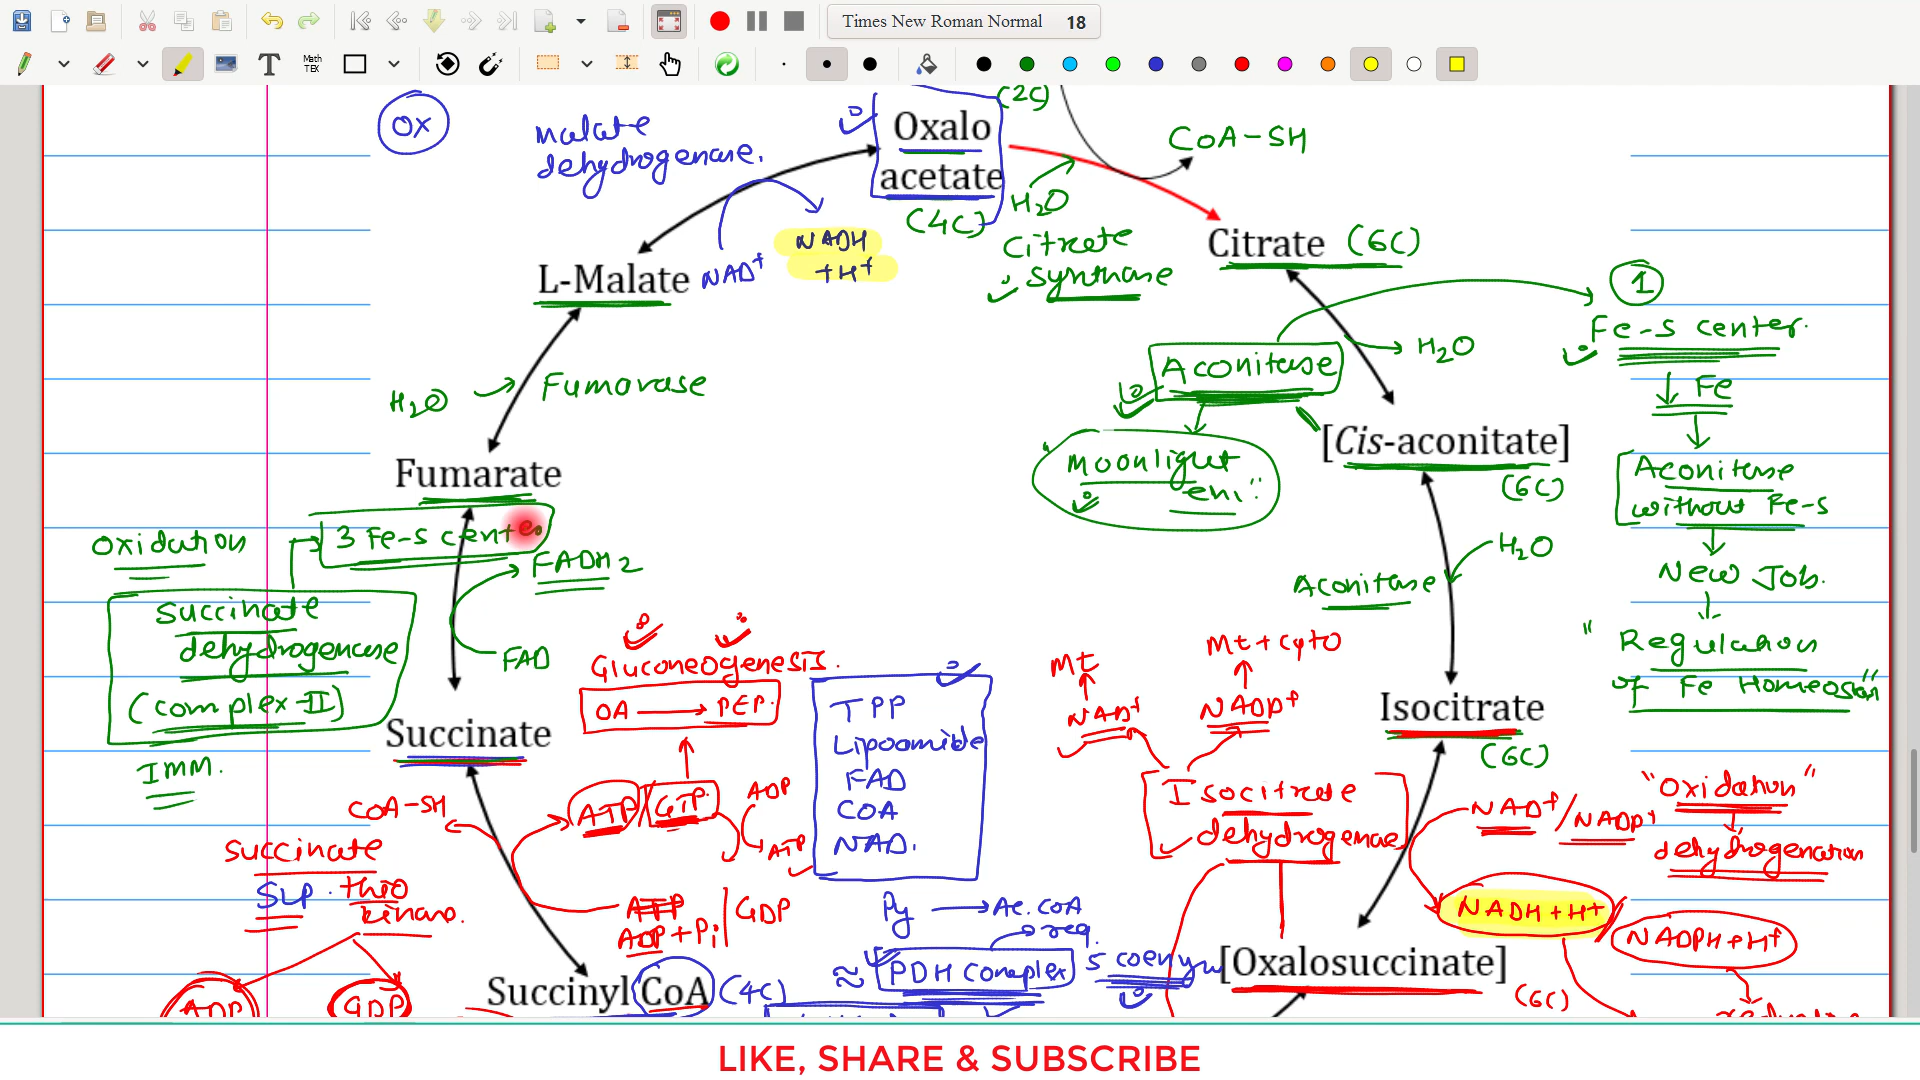 Times New Roman Normal 18
Math
TEX
OX
Malate
dehydrogenase.
Oxalo
acetate
(4C)
(2C)
CoA-SH
H2O
Citrate
synthase
Citrate (6C)
L-Malate
NAD+
NADH
+H+
H2O
Fumarase
Fumarate
3 Fe-s center
Oxidation
FADH2
FAD
Succinate
dehydrogenase
(complex-II)
IMM.
Succinate
Aconitase
H2O
"Moonlight
en:"
[Cis-aconitate]
(6C)
H2O
Aconitase
Isocitrate
(6C)
1
Fe-s center.
↓ Fe
Aconitase
without Fe-s
New Job.
" Regulation
of Fe Homeostasis"
Gluconeogenesis.
OA → PEP.
ATP/GTP
ADP
ATP
CoA-SH
succinate
SLP. thio
kinase.
ADP
GDP
ATP
ADP + Pi | GDP
Succinyl CoA (4C)
TPP
Lipoamide
FAD
COA
NAD.
Py → Ac. CoA
req.
≈ PDH Complex
5 coenzy
Mt
NAD+
Mt + Cyto
NADP+
Isocitrate
dehydrogenase
NAD+/NADP+
"Oxidation"
dehydrogenation
NADH+H+/
NADPH+H+
[Oxalosuccinate]
(6C)
LIKE, SHARE & SUBSCRIBE